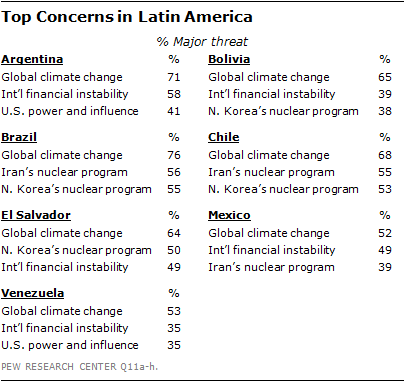 Top Concerns in Latin America
% Major threat
Argentina %
Global climate change 71
Int'l financial instability 58
U.S. power and influence 41
Bolivia %
Global climate change 65
Int'l financial instability 39
N. Korea's nuclear program 38
Brazil %
Global climate change 76
Iran's nuclear program 56
N. Korea's nuclear program 55
Chile %
Global climate change 68
Iran's nuclear program 55
N. Korea's nuclear program 53
El Salvador %
Global climate change 64
N. Korea's nuclear program 50
Int'l financial instability 49
Mexico %
Global climate change 52
Int'l financial instability 49
Iran's nuclear program 39
Venezuela %
Global climate change 53
Int'l financial instability 35
U.S. power and influence 35
PEW RESEARCH CENTER Q11a-h.